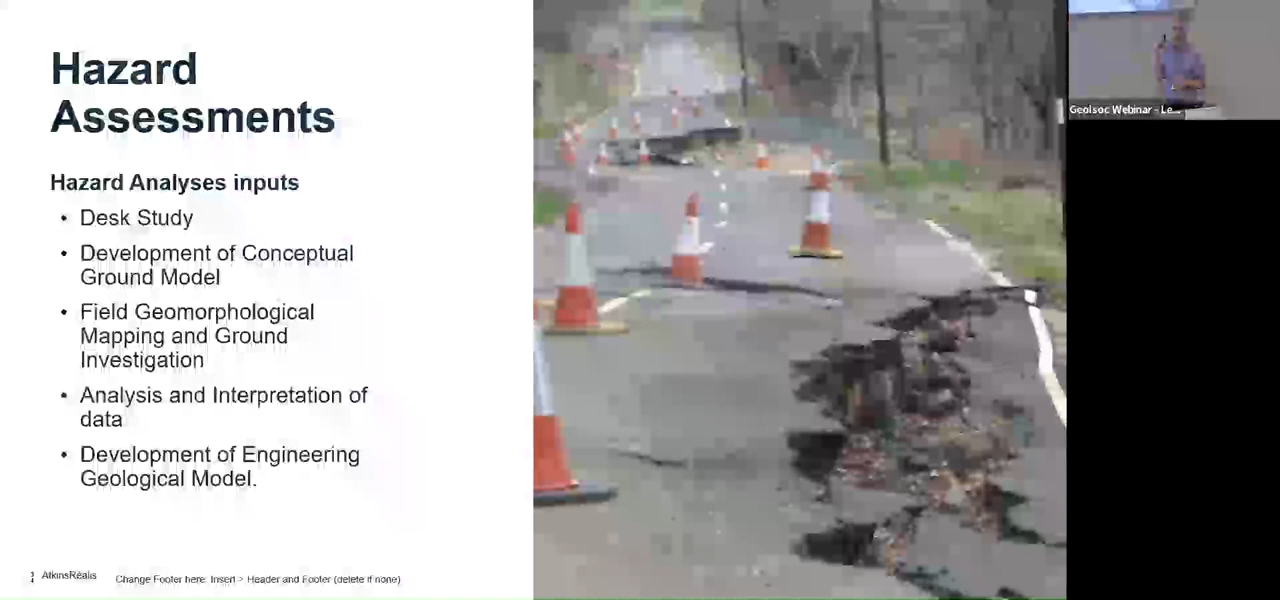 Hazard
Assessments
Hazard Analyses inputs
• Desk Study
• Development of Conceptual
Ground Model
• Field Geomorphological
Mapping and Ground
Investigation
• Analysis and Interpretation of
data
• Development of Engineering
Geological Model.
AtkinsRéalis
Change Footer here: Insert > Header and Footer (delete if none)
Geolsoc Webinar - Le...